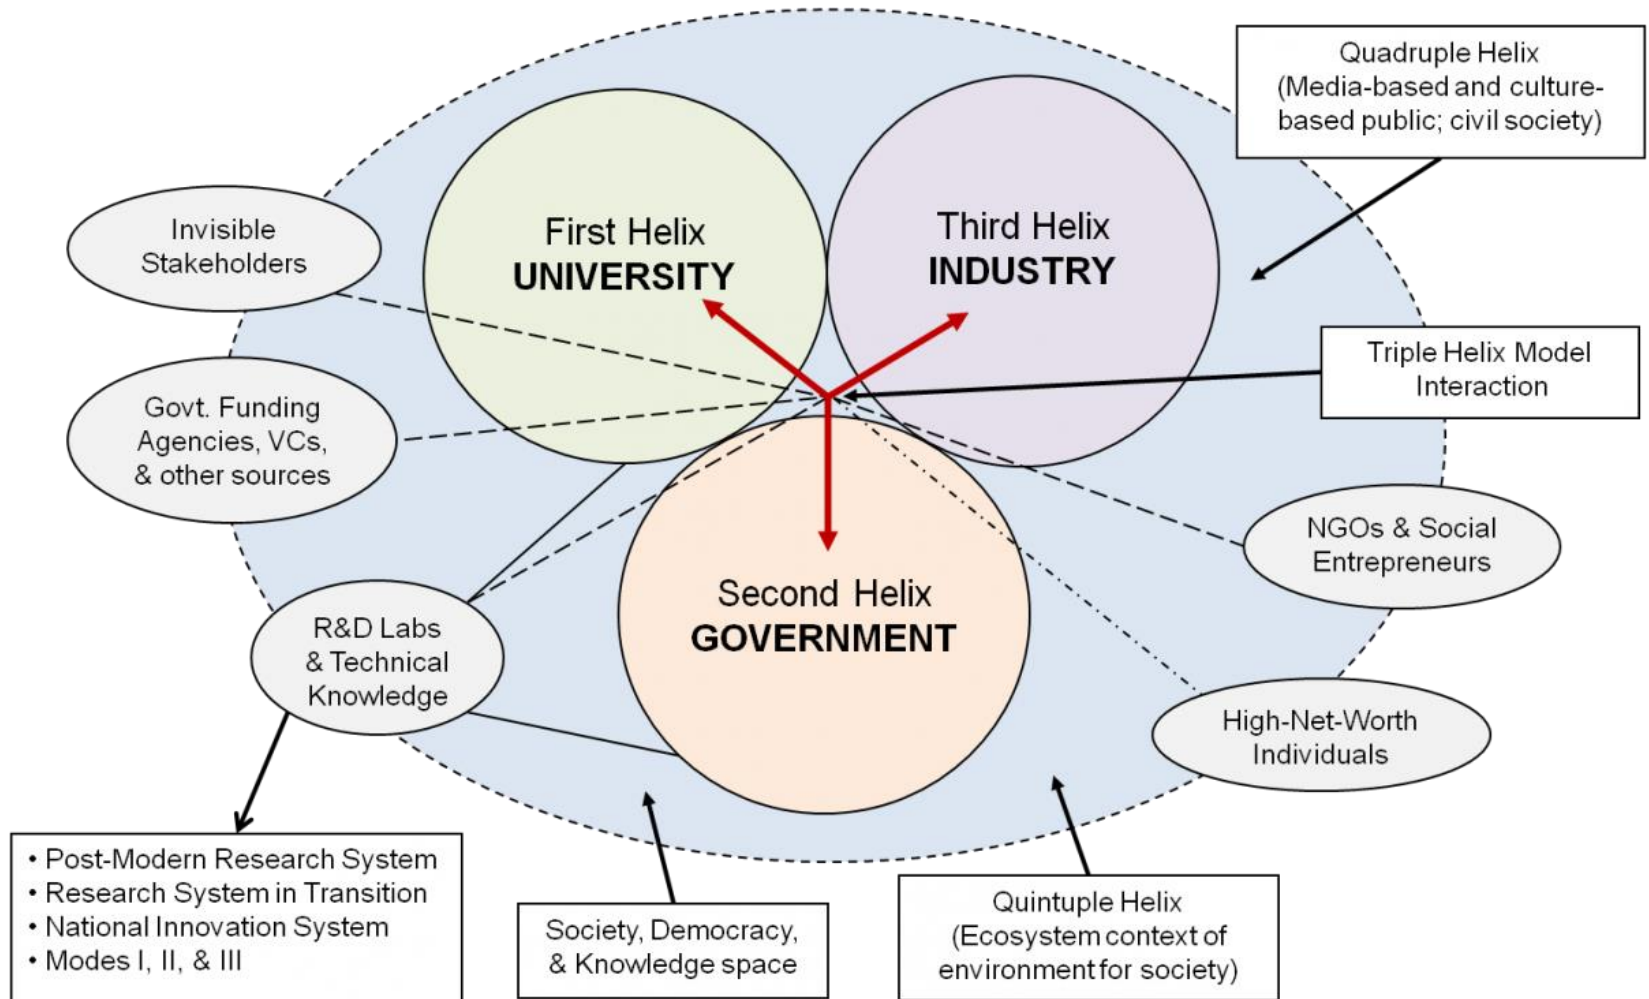 Quadruple Helix
(Media-based and culture-
based public; civil society)
First Helix
UNIVERSITY
Third Helix
INDUSTRY
Invisible
Stakeholders
Triple Helix Model
Interaction
Govt. Funding
Agencies, VCs,
& other sources
NGOs & Social
Entrepreneurs
Second Helix
GOVERNMENT
R&D Labs
& Technical
Knowledge
High-Net-Worth
Individuals
• Post-Modern Research System
• Research System in Transition
• National Innovation System
• Modes I, II, & III
Society, Democracy,
& Knowledge space
Quintuple Helix
(Ecosystem context of
environment for society)